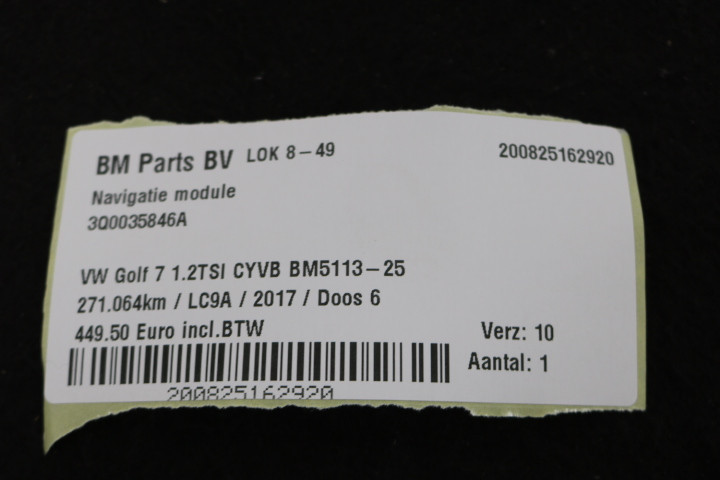 BM Parts BV LOK 8-49 200825162920
Navigatie module
3Q0035846A
VW Golf 7 1.2TSI CYVB BM5113-25
271.064km / LC9A / 2017 / Doos 6
449.50 Euro incl.BTW Verz: 10
Aantal: 1
200825162920